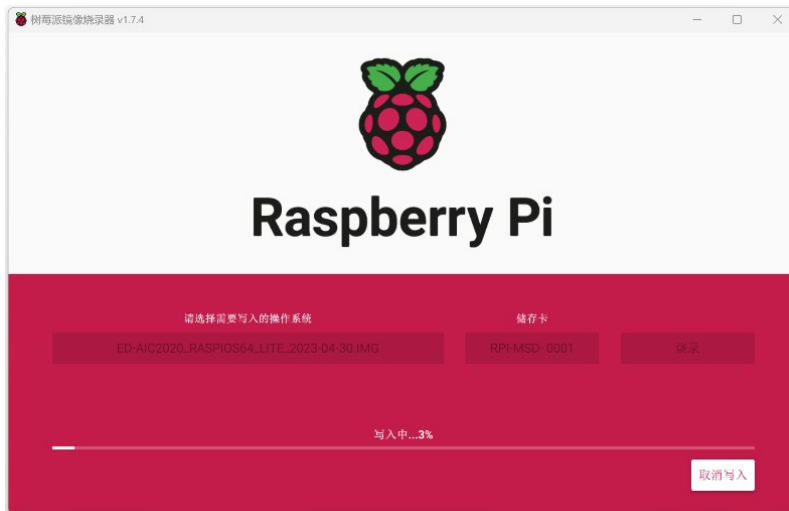 树莓派镜像烧录器 v1.7.4
Raspberry Pi
请选择需要写入的操作系统
储存卡
ED-AIC2020_RASPIOS64_LITE_2023-04-30.IMG
RPI-MSD- 0001
烧录
写入中...3%
取消写入